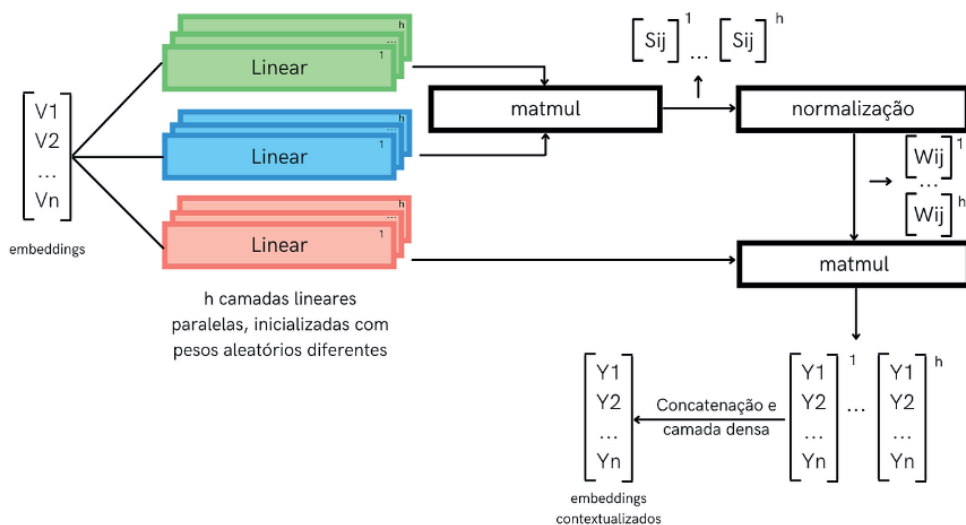 h
...
Linear 1
h
...
Linear 1
h
...
Linear 1
V1
V2
...
Vn
embeddings
h camadas lineares
paralelas, inicializadas com
pesos aleatórios diferentes
matmul
[Sij] 1 ... [Sij] h
normalização
[Wij] 1
...
[Wij] h
matmul
Y1
Y2
...
Yn
1
...
Y1
Y2
...
Yn
h
Concatenação e
camada densa
Y1
Y2
...
Yn
embeddings
contextualizados